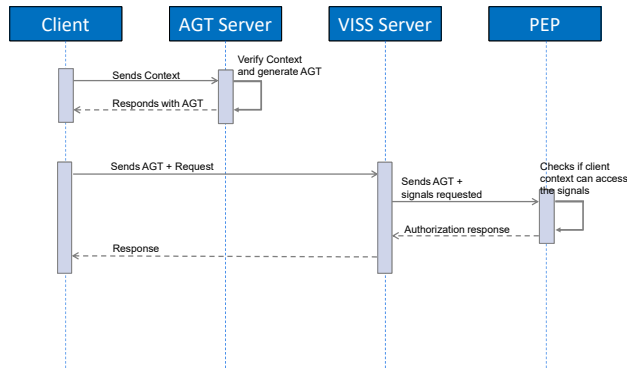 Client
AGT Server
VISS Server
PEP
Verify Context
and generate AGT
Sends Context
Responds with AGT
Sends AGT + Request
Checks if client
context can access
the signals
Sends AGT +
signals requested
Authorization response
Response